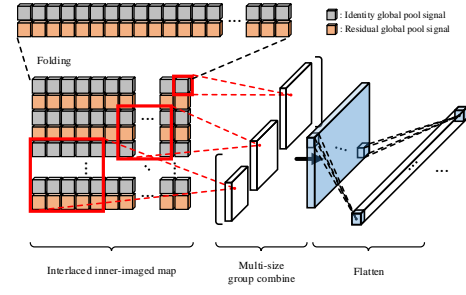 : Identity global pool signal
: Residual global pool signal
Folding
Interlaced inner-imaged map
Multi-size
group combine
Flatten